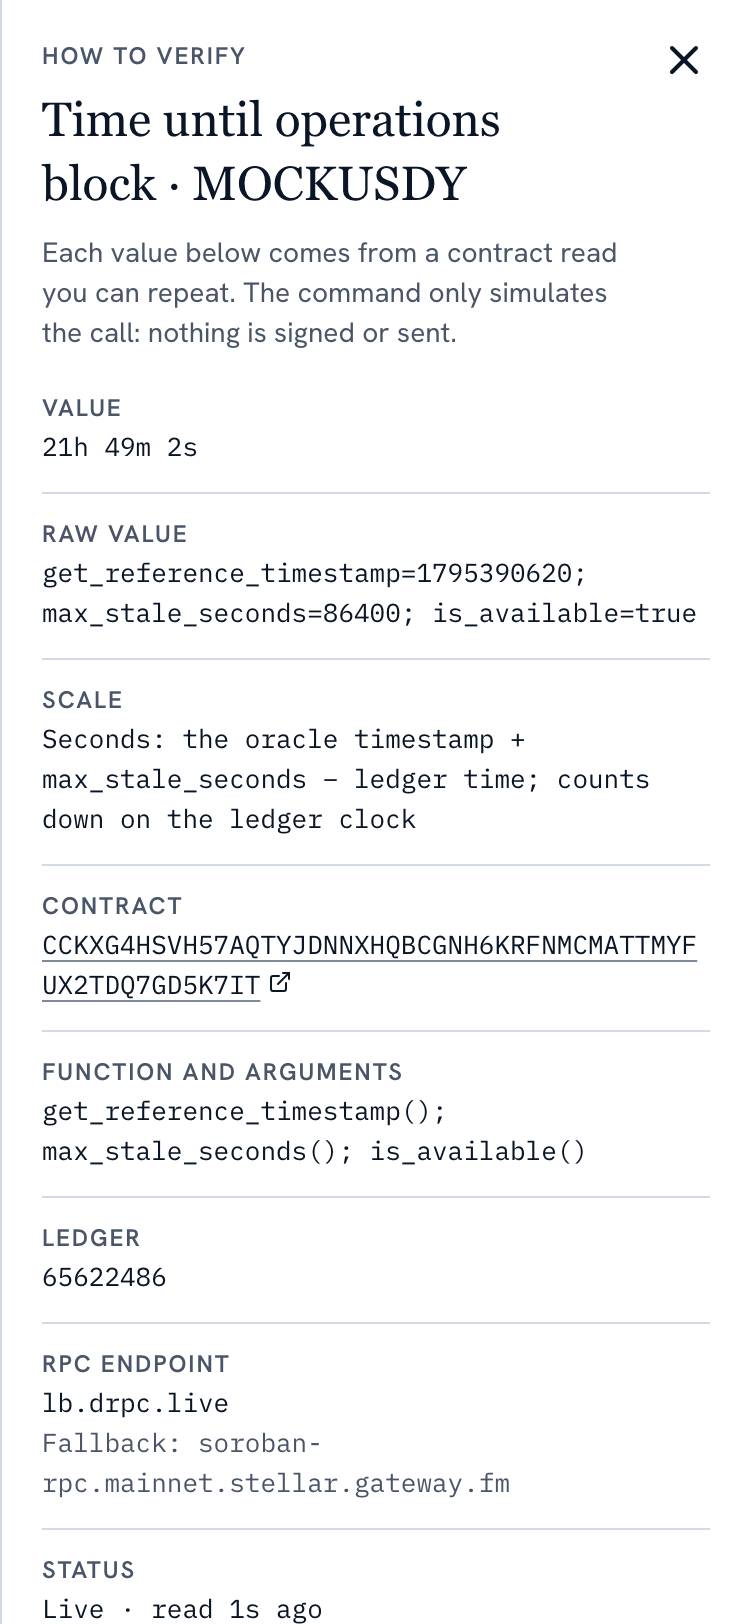 HOW TO VERIFY
Time until operations
block · MOCKUSDY
Each value below comes from a contract read
you can repeat. The command only simulates
the call: nothing is signed or sent.
VALUE
21h 49m 2s
RAW VALUE
get_reference_timestamp=1795390620;
max_stale_seconds=86400; is_available=true
SCALE
Seconds: the oracle timestamp +
max_stale_seconds − ledger time; counts
down on the ledger clock
CONTRACT
CCKXG4HSVH57AQTYJDNNXHQBCGNH6KRFNMCMATTMYF
UX2TDQ7GD5K7IT
FUNCTION AND ARGUMENTS
get_reference_timestamp();
max_stale_seconds(); is_available()
LEDGER
65622486
RPC ENDPOINT
lb.drpc.live
Fallback: soroban-
rpc.mainnet.stellar.gateway.fm
STATUS
Live · read 1s ago